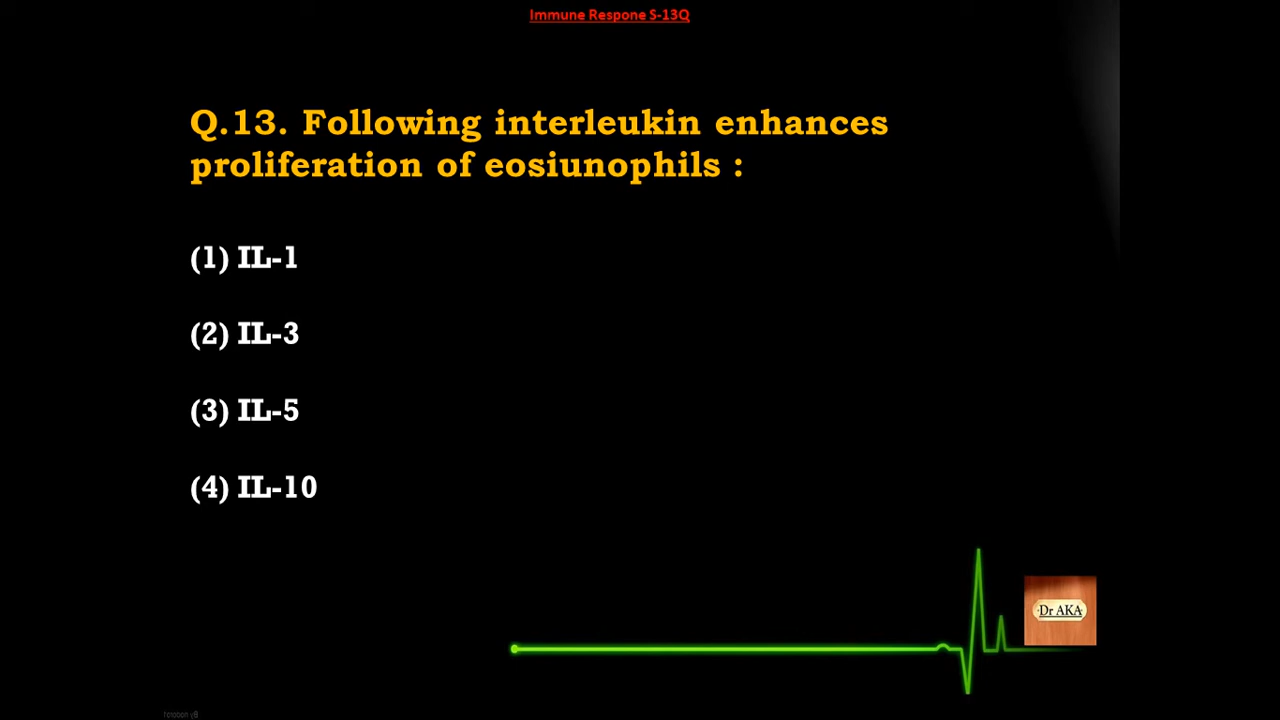 Immune Respone S-13Q
Q.13. Following interleukin enhances
proliferation of eosiunophils :
(1) IL-1
(2) IL-3
(3) IL-5
(4) IL-10
Dr AKA